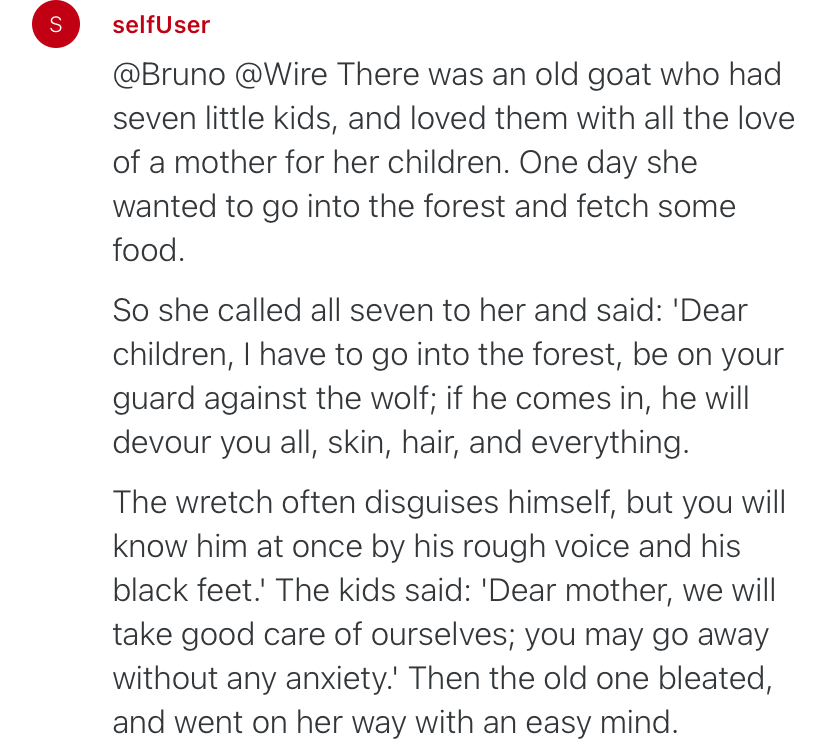 S
selfUser
@Bruno @Wire There was an old goat who had
seven little kids, and loved them with all the love
of a mother for her children. One day she
wanted to go into the forest and fetch some
food.
So she called all seven to her and said: 'Dear
children, I have to go into the forest, be on your
guard against the wolf; if he comes in, he will
devour you all, skin, hair, and everything.
The wretch often disguises himself, but you will
know him at once by his rough voice and his
black feet.' The kids said: 'Dear mother, we will
take good care of ourselves; you may go away
without any anxiety.' Then the old one bleated,
and went on her way with an easy mind.